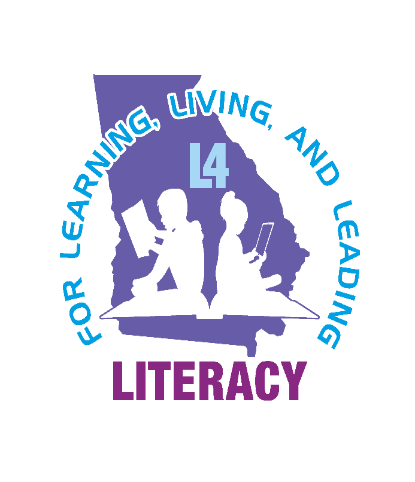 FOR LEARNING, LIVING, AND LEADING
L4
LITERACY